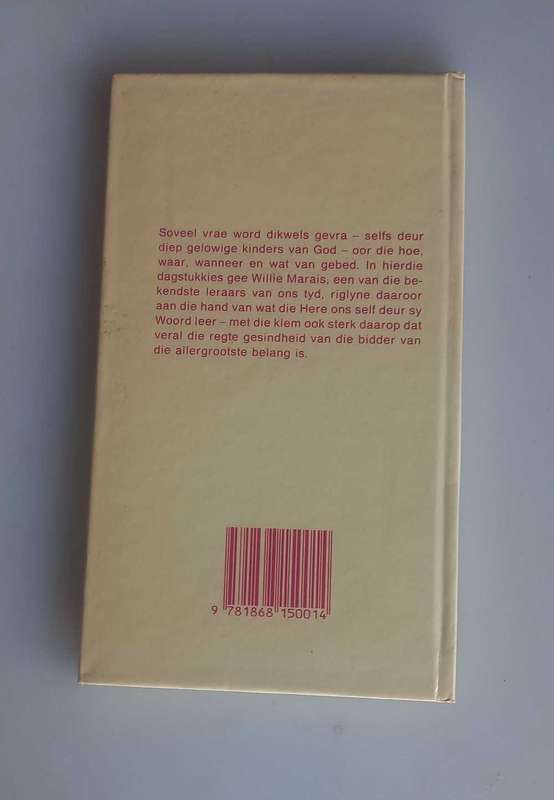 Soveel vrae word dikwels gevra – selfs deur
diep gelowige kinders van God – oor die hoe,
waar, wanneer en wat van gebed. In hierdie
dagstukkies gee Willie Marais, een van die be-
kendste leraars van ons tyd, riglyne daaroor
aan die hand van wat die Here ons self deur sy
Woord leer – met die klem ook sterk daarop dat
veral die regte gesindheid van die bidder van
die allergrootste belang is.
9 781868 150014